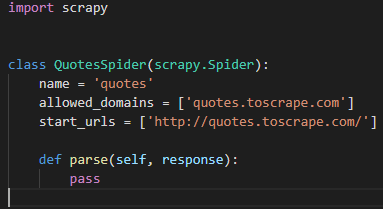 import scrapy
class QuotesSpider(scrapy.Spider):
    name = 'quotes'
    allowed_domains = ['quotes.toscrape.com']
    start_urls = ['http://quotes.toscrape.com/']
    def parse(self, response):
        pass